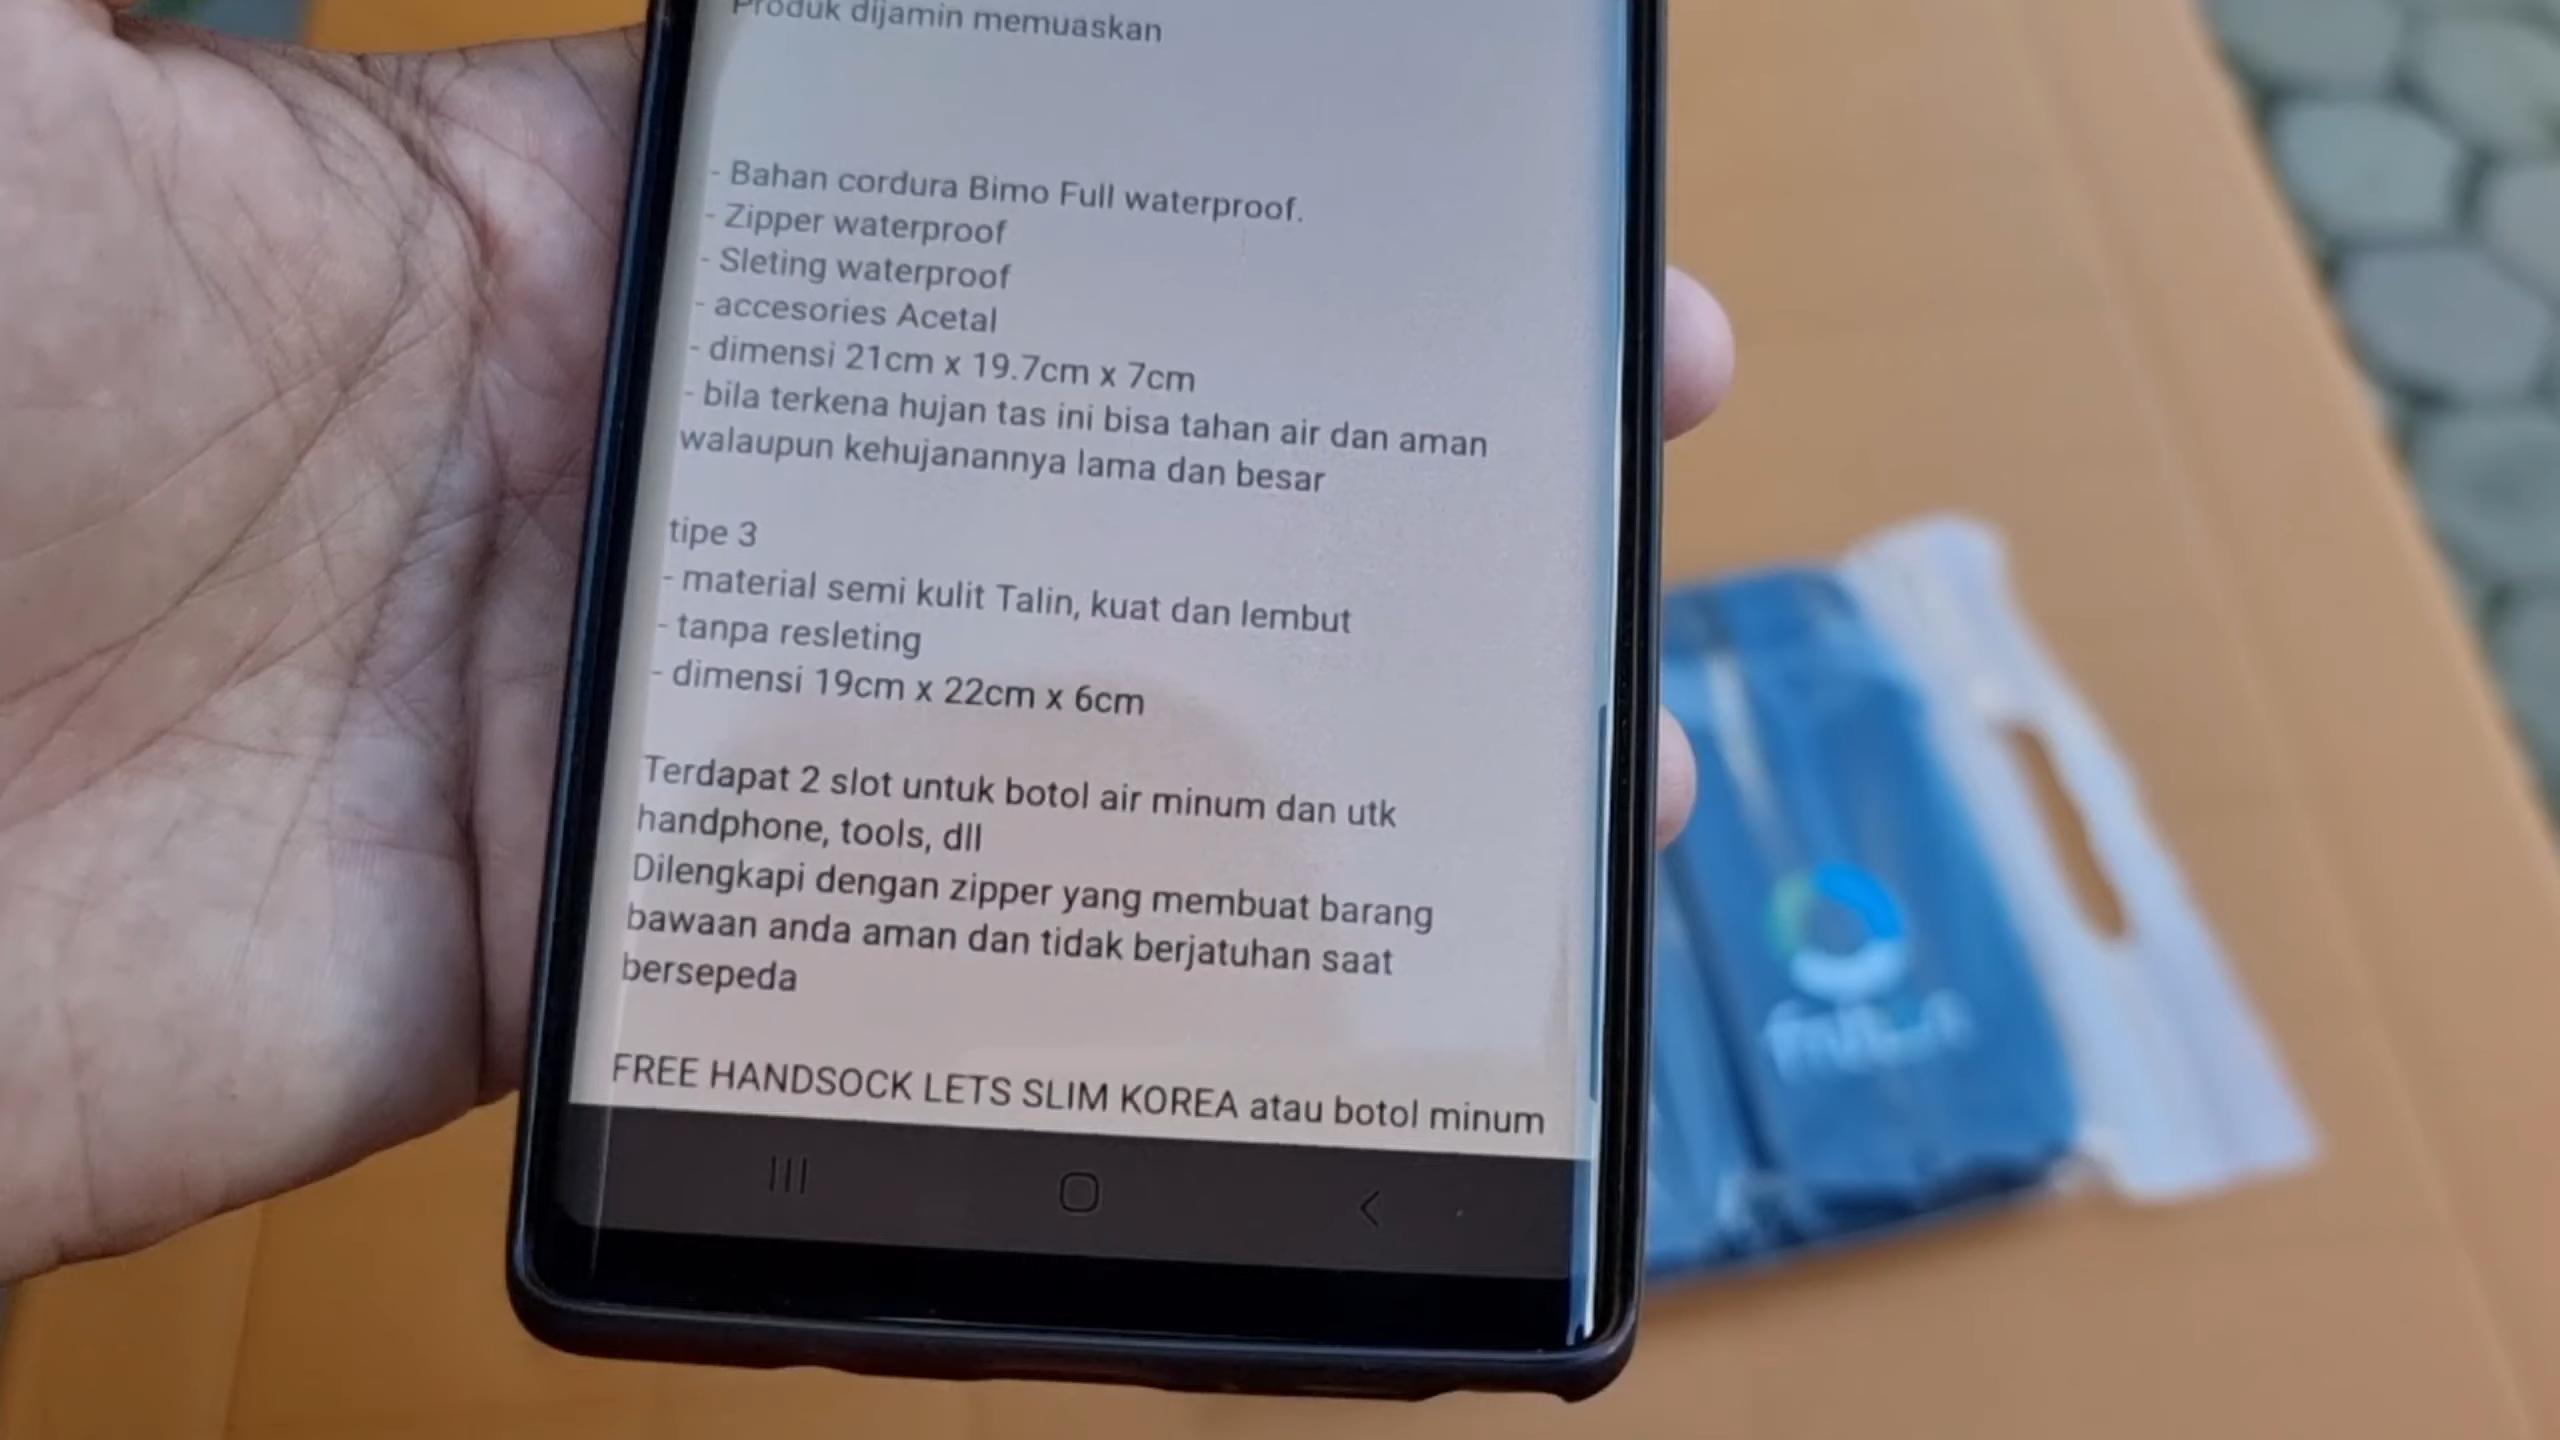 Produk dijamin memuaskan
- Bahan cordura Bimo Full waterproof.
- Zipper waterproof
- Sleting waterproof
- accesories Acetal
- dimensi 21cm x 19.7cm x 7cm
- bila terkena hujan tas ini bisa tahan air dan aman
walaupun kehujanannya lama dan besar
tipe 3
- material semi kulit Talin, kuat dan lembut
- tanpa resleting
- dimensi 19cm x 22cm x 6cm
Terdapat 2 slot untuk botol air minum dan utk
handphone, tools, dll
Dilengkapi dengan zipper yang membuat barang
bawaan anda aman dan tidak berjatuhan saat
bersepeda
FREE HANDSOCK LETS SLIM KOREA atau botol minum